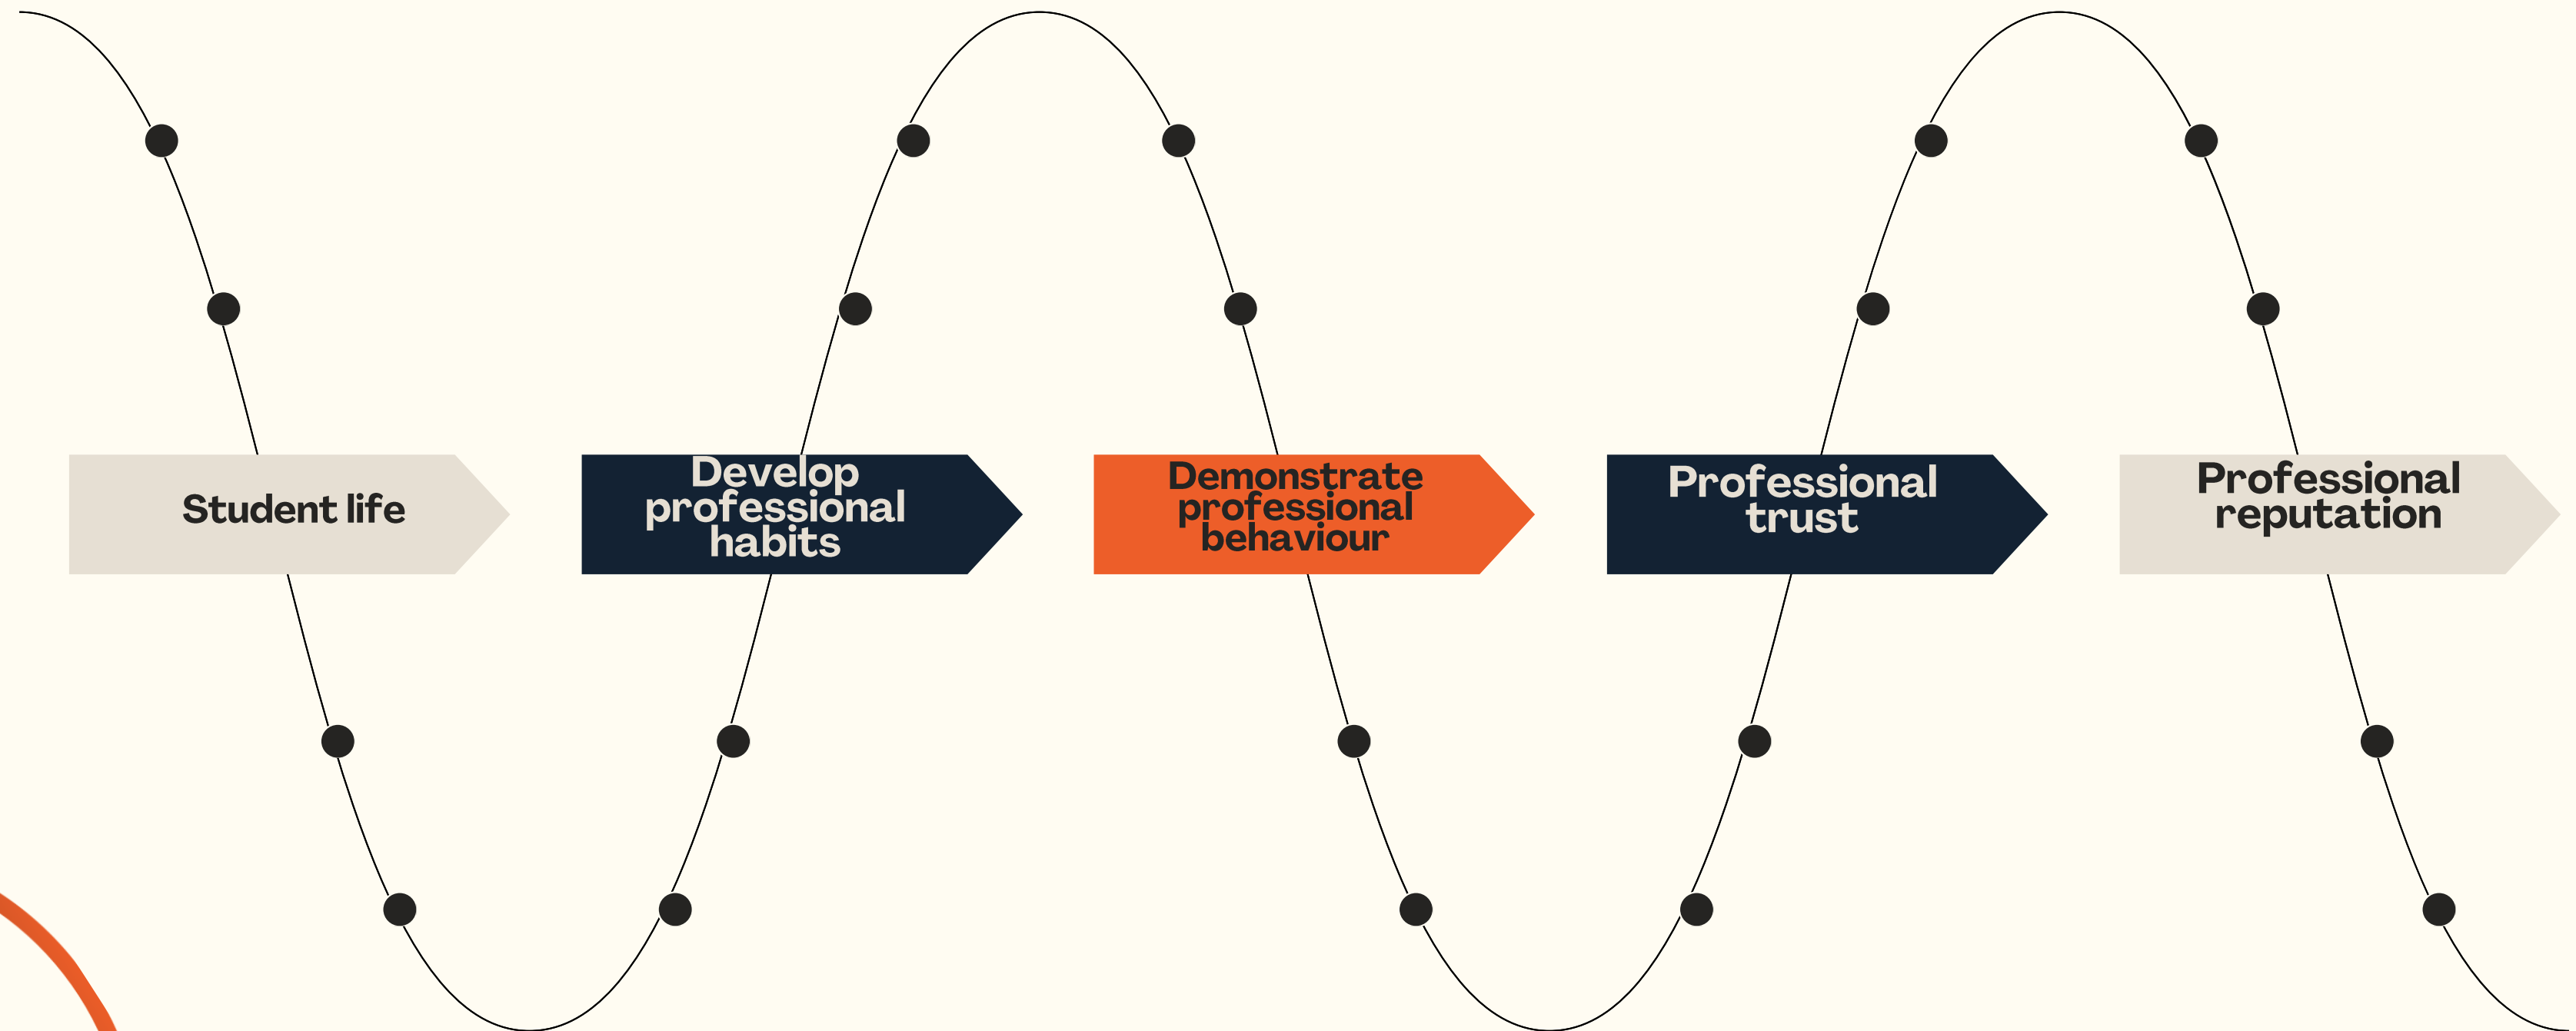 Student life
Develop
professional
habits
Demonstrate
professional
behaviour
Professional
trust
Professional
reputation